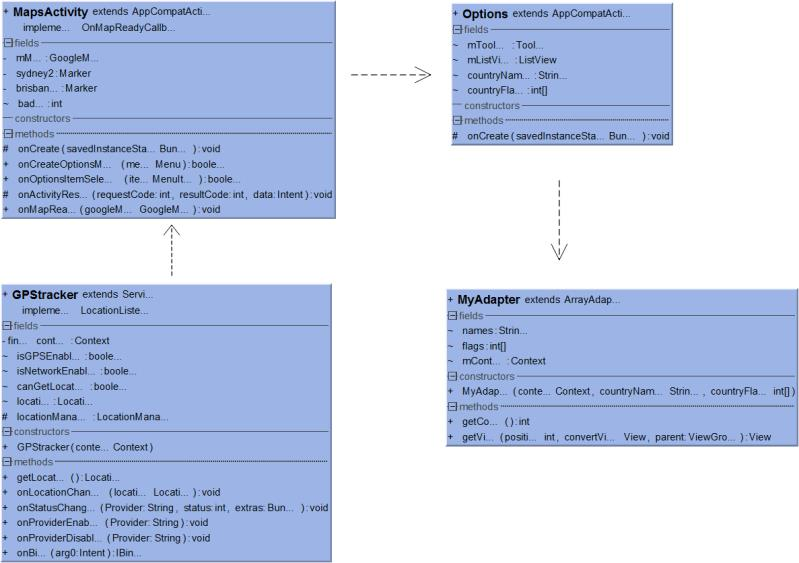 + MapsActivity extends AppCompatActi...
impleme... OnMapReadyCallb...
fields
- mM... : GoogleM...
- sydney2 : Marker
- brisban... : Marker
~ bad... : int
constructors
methods
# onCreate ( savedInstanceSta... Bun... ) : void
+ onCreateOptionsM... ( me... Menu ) : boole...
+ onOptionsItemSele... ( ite... MenuIt... ) : boole...
# onActivityRes... ( requestCode : int, resultCode : int, data : Intent ) : void
+ onMapRea... ( googleM... GoogleM... ) : void
+ Options extends AppCompatActi...
fields
~ mTool... : Tool...
~ mListVi... : ListView
~ countryNam... : Strin...
~ countryFla... : int[]
constructors
methods
# onCreate ( savedInstanceSta... Bun... ) : void
+ GPStracker extends Servi...
impleme... LocationListe...
fields
- fin... cont... : Context
~ isGPSEnabl... : boole...
~ isNetworkEnabl... : boole...
~ canGetLocat... : boole...
~ locati... : Locati...
# locationMana... : LocationMana...
constructors
+ GPStracker ( conte... Context )
methods
+ getLocat... ( ) : Locati...
+ onLocationChan... ( locati... Locati... ) : void
+ onStatusChang... ( Provider : String, status : int, extras : Bun... ) : void
+ onProviderEnab... ( Provider : String ) : void
+ onProviderDisabl... ( Provider : String ) : void
+ onBi... ( arg0 : Intent ) : IBin...
+ MyAdapter extends ArrayAdap...
fields
~ names : Strin...
~ flags : int[]
~ mCont... : Context
constructors
+ MyAdap... ( conte... Context, countryNam... Strin... , countryFla... int[] )
methods
+ getCo... ( ) : int
+ getVi... ( positi... int, convertVi... View, parent : ViewGro... ) : View